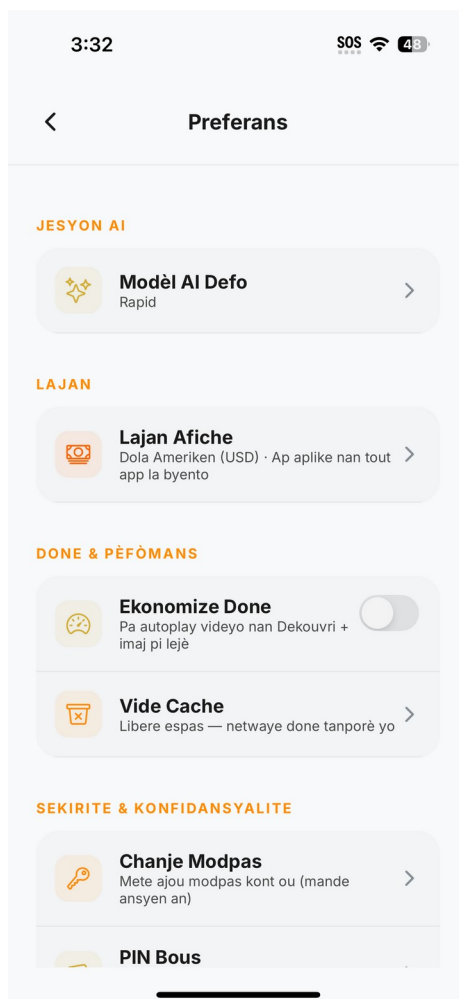 3:32
SOS
48
Preferans
JESYON AI
Modèl AI Defo
Rapid
LAJAN
Lajan Afiche
Dola Ameriken (USD) · Ap aplike nan tout
app la byento
DONE & PÈFÒMANS
Ekonomize Done
Pa autoplay videyo nan Dekouvri +
imaj pi lejè
Vide Cache
Libere espas — netwaye done tanporè yo
SEKIRITE & KONFIDANSYALITE
Chanje Modpas
Mete ajou modpas kont ou (mande
ansyen an)
PIN Bous